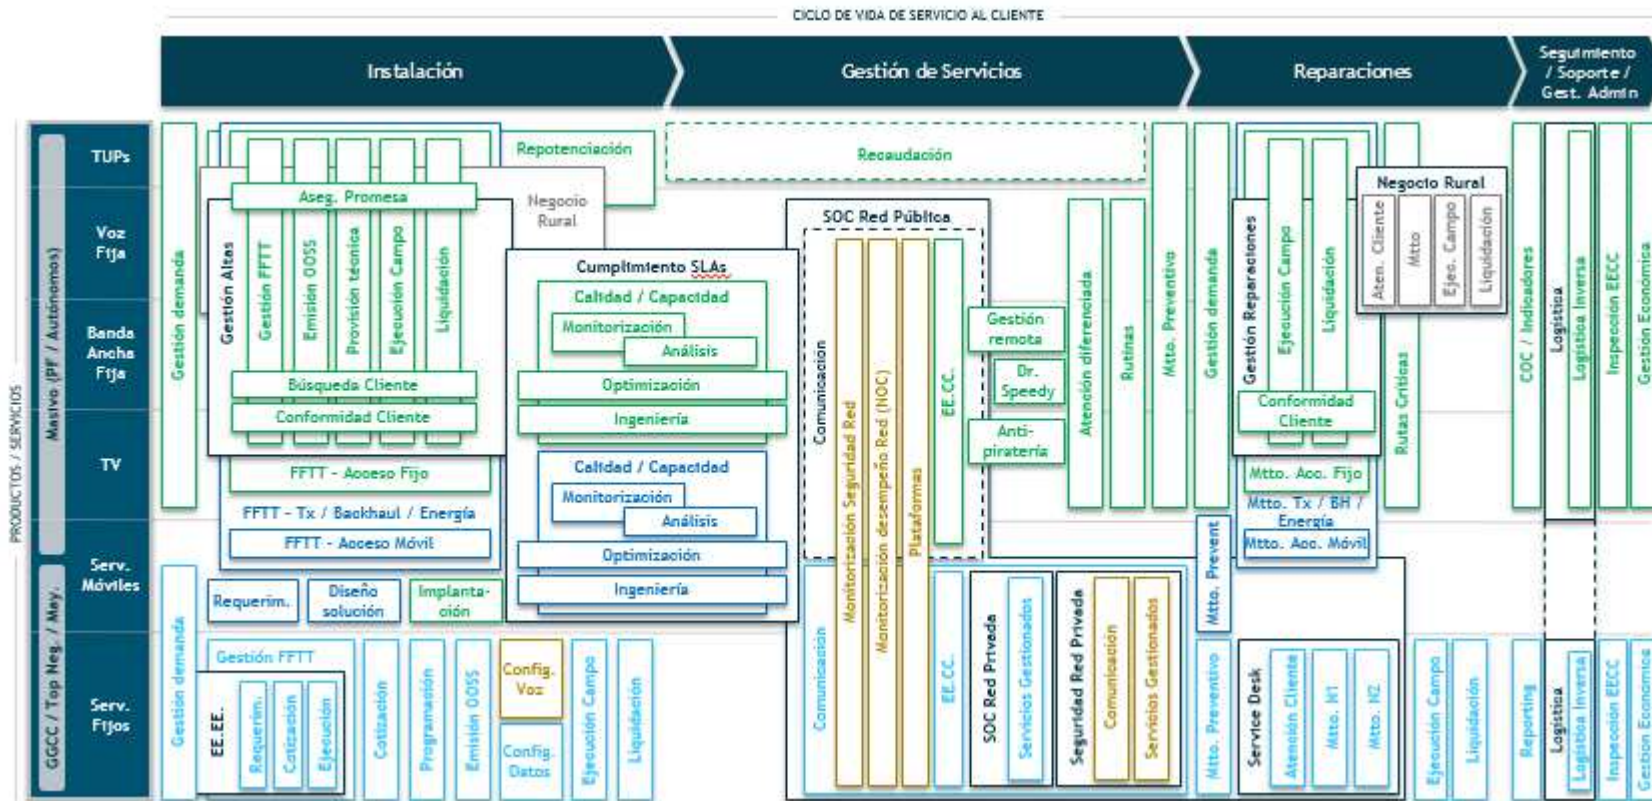 CICLO DE VIDA DE SERVICIO AL CLIENTE
Instalación
Gestión de Servicios
Reparaciones
Seguimiento
/ Soporte /
Gest. Admin
PRODUCTOS / SERVICIOS
Masivo (PF / Autónomos)
GGCC / Top Neg. / May.
TUPs
Voz
Fija
Banda
Ancha
Fija
TV
Serv.
Móviles
Serv.
Fijos
Gestión demanda
Repotenciación
Negocio
Rural
Aseg. Promesa
Gestión Altas
Gestión FFTT
Emisión OOSS
Provisión técnica
Ejecución Campo
Liquidación
Búsqueda Cliente
Conformidad Cliente
FFTT - Acceso Fijo
FFTT - Tx / Backhaul / Energía
FFTT - Acceso Móvil
Cumplimiento SLAs
Calidad / Capacidad
Monitorización
Análisis
Optimización
Ingeniería
Calidad / Capacidad
Monitorización
Análisis
Optimización
Ingeniería
Requerim.
Diseño
solución
Implanta-
ción
Gestión demanda
Gestión FFTT
EE.EE.
Requerim.
Cotización
Ejecución
Cotización
Programación
Emisión OOSS
Config.
Voz
Config.
Datos
Ejecución Campo
Liquidación
Recaudación
SOC Red Pública
Comunicación
Monitorización Seguridad Red
Monitorización desempeño Red (NOC)
Plataformas
EE.CC.
Gestión
remota
Dr.
Speedy
Anti-
piratería
Atención diferenciada
Rutinas
Mtto. Preventivo
Comunicación
EE.CC.
SOC Red Privada
Servicios Gestionados
Seguridad Red Privada
Comunicación
Servicios Gestionados
Gestión demanda
Gestión Reparaciones
Ejecución Campo
Liquidación
Conformidad
Cliente
Mtto. Acc. Fijo
Mtto. Tx / BH /
Energía
Mtto. Acc. Móvil
Rutas Críticas
Negocio Rural
Aten. Cliente
Mtto
Ejec. Campo
Liquidación
Mtto. Prevent
Mtto. Preventivo
Service Desk
Atención Cliente
Mtto. N1
Mtto. N2
Ejecución Campo
Liquidación
COC / Indicadores
Logística
Logística Inversa
Inspección EECC
Gestión Económica
Reporting
Logística
Logística Inversa
Inspección EECC
Gestión Económica